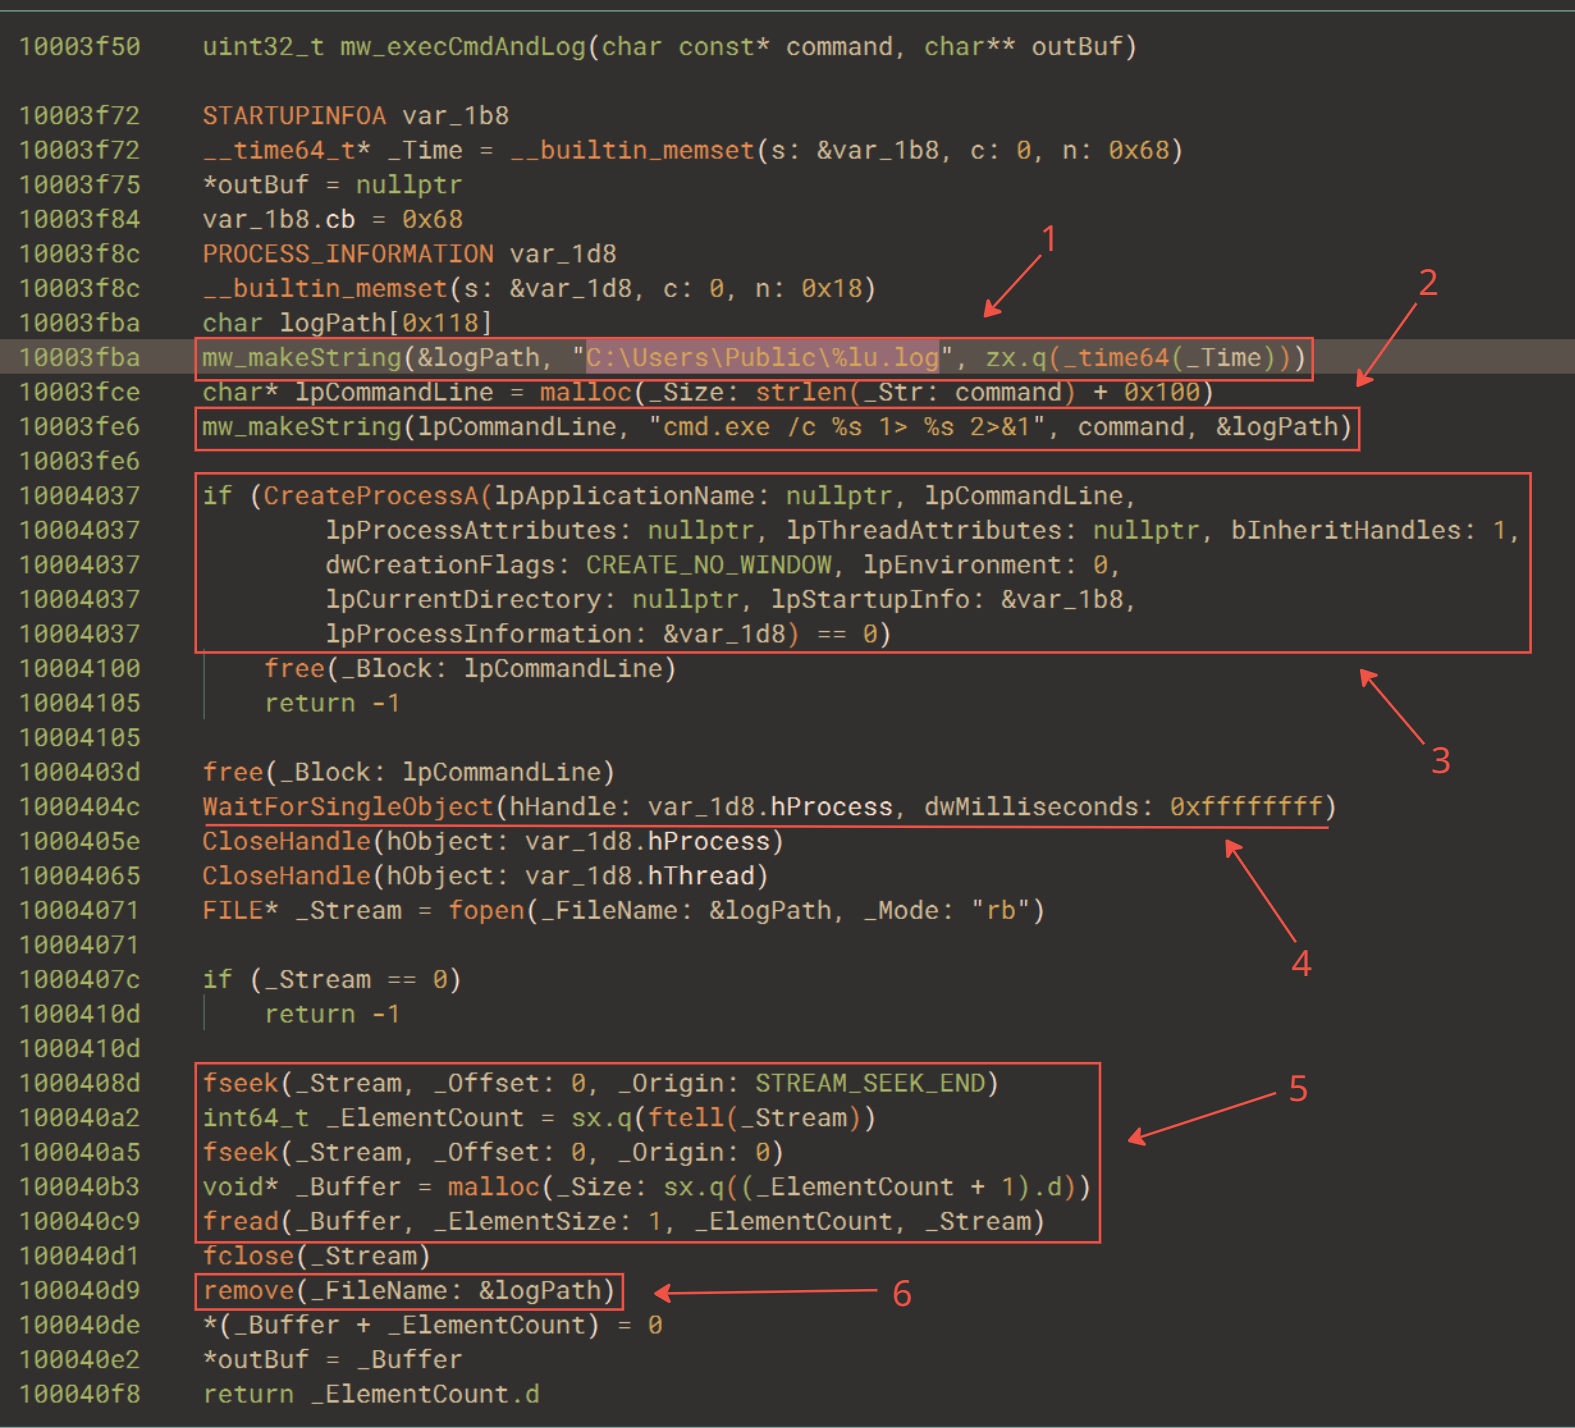 10003f50 uint32_t mw_execCmdAndLog(char const* command, char** outBuf)
10003f72 STARTUPINFOA var_1b8
10003f72 __time64_t* _Time = __builtin_memset(s: &var_1b8, c: 0, n: 0x68)
10003f75 *outBuf = nullptr
10003f84 var_1b8.cb = 0x68
10003f8c PROCESS_INFORMATION var_1d8
1
10003f8c __builtin_memset(s: &var_1d8, c: 0, n: 0x18)
2
10003fba char logPath[0x118]
10003fba mw_makeString(&logPath, "C:\Users\Public\%lu.log", zx.q(_time64(_Time)))
10003fce char* lpCommandLine = malloc(_Size: strlen(_Str: command) + 0x100)
10003fe6 mw_makeString(lpCommandLine, "cmd.exe /c %s 1> %s 2>&1", command, &logPath)
10003fe6
10004037 if (CreateProcessA(lpApplicationName: nullptr, lpCommandLine,
10004037 lpProcessAttributes: nullptr, lpThreadAttributes: nullptr, bInheritHandles: 1,
10004037 dwCreationFlags: CREATE_NO_WINDOW, lpEnvironment: 0,
10004037 lpCurrentDirectory: nullptr, lpStartupInfo: &var_1b8,
10004037 lpProcessInformation: &var_1d8) == 0)
10004100 free(_Block: lpCommandLine)
10004105 return -1
10004105
3
1000403d free(_Block: lpCommandLine)
1000404c WaitForSingleObject(hHandle: var_1d8.hProcess, dwMilliseconds: 0xffffffff)
1000405e CloseHandle(hObject: var_1d8.hProcess)
10004065 CloseHandle(hObject: var_1d8.hThread)
10004071 FILE* _Stream = fopen(_FileName: &logPath, _Mode: "rb")
10004071
4
1000407c if (_Stream == 0)
1000410d return -1
1000410d
1000408d fseek(_Stream, _Offset: 0, _Origin: STREAM_SEEK_END)
5
100040a2 int64_t _ElementCount = sx.q(ftell(_Stream))
100040a5 fseek(_Stream, _Offset: 0, _Origin: 0)
100040b3 void* _Buffer = malloc(_Size: sx.q((_ElementCount + 1).d))
100040c9 fread(_Buffer, _ElementSize: 1, _ElementCount, _Stream)
100040d1 fclose(_Stream)
100040d9 remove(_FileName: &logPath)
6
100040de *(_Buffer + _ElementCount) = 0
100040e2 *outBuf = _Buffer
100040f8 return _ElementCount.d